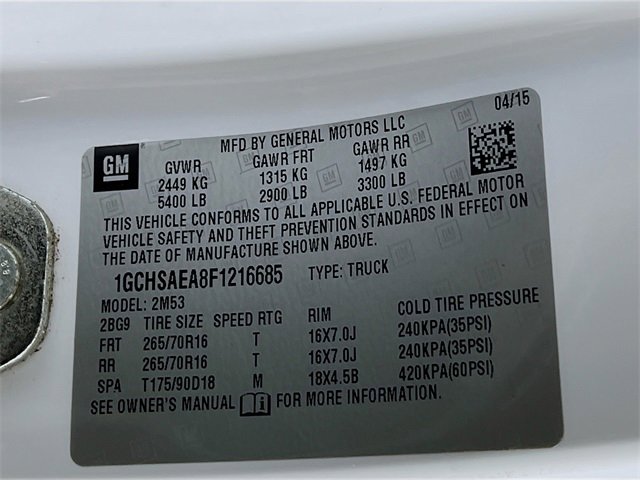 04/15
MFD BY GENERAL MOTORS LLC
GM
GVWR GAWR FRT GAWR RR
2449 KG 1315 KG 1497 KG
5400 LB 2900 LB 3300 LB
THIS VEHICLE CONFORMS TO ALL APPLICABLE U.S. FEDERAL MOTOR
VEHICLE SAFETY AND THEFT PREVENTION STANDARDS IN EFFECT ON
THE DATE OF MANUFACTURE SHOWN ABOVE.
1GCHSAEA8F1216685 TYPE: TRUCK
MODEL: 2M53
2BG9 TIRE SIZE SPEED RTG RIM COLD TIRE PRESSURE
FRT 265/70R16 T 16X7.0J 240KPA(35PSI)
RR 265/70R16 T 16X7.0J 240KPA(35PSI)
SPA T175/90D18 M 18X4.5B 420KPA(60PSI)
SEE OWNER'S MANUAL FOR MORE INFORMATION.